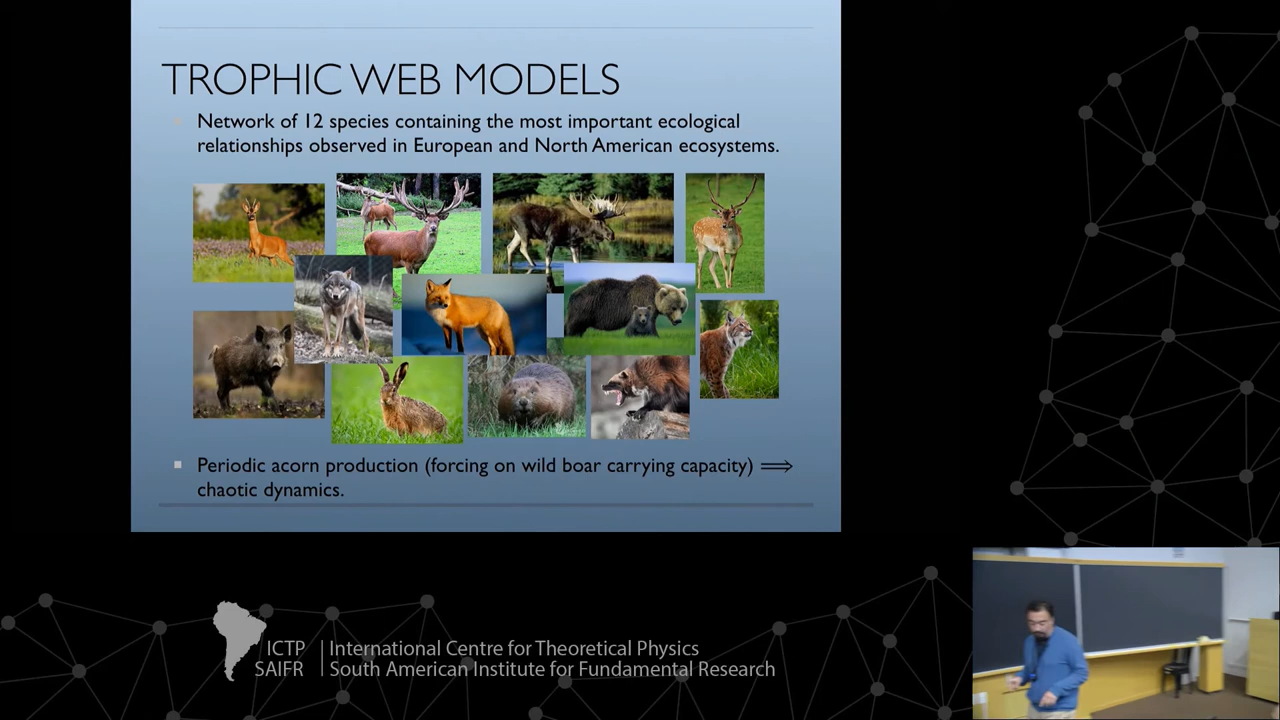 TROPHIC WEB MODELS
Network of 12 species containing the most important ecological
relationships observed in European and North American ecosystems.
Periodic acorn production (forcing on wild boar carrying capacity) ⟹
chaotic dynamics.
ICTP | International Centre for Theoretical Physics
SAIFR | South American Institute for Fundamental Research